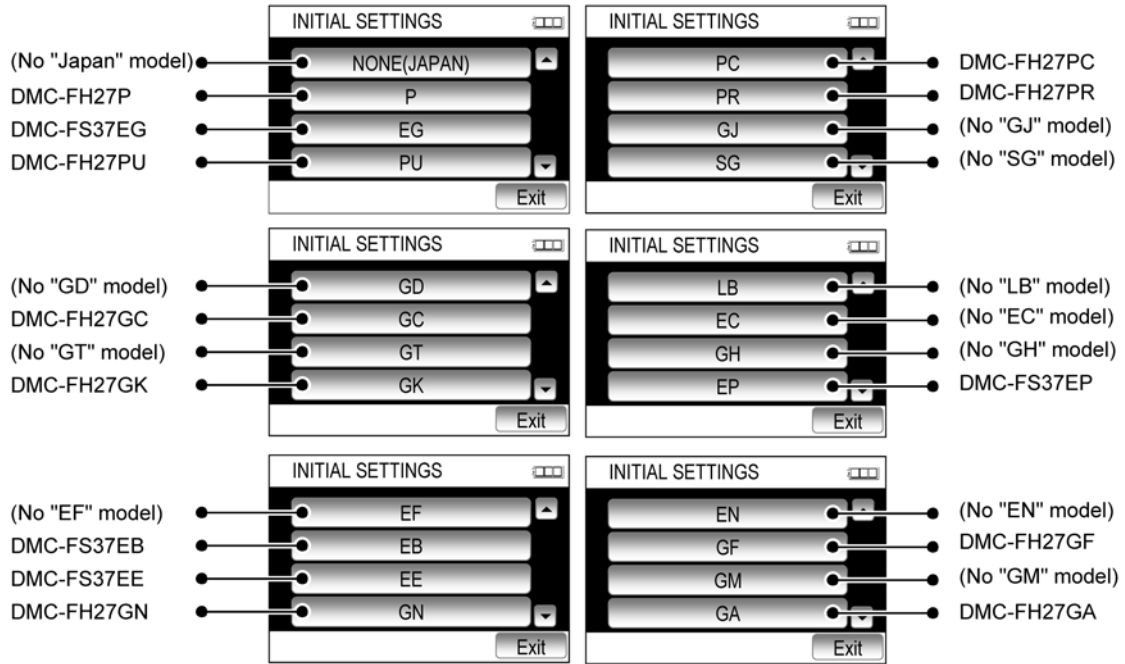 INITIAL SETTINGS
(No "Japan" model)
NONE(JAPAN)
DMC-FH27P
P
DMC-FS37EG
EG
DMC-FH27PU
PU
Exit
INITIAL SETTINGS
PC
DMC-FH27PC
PR
DMC-FH27PR
GJ
(No "GJ" model)
SG
(No "SG" model)
Exit
INITIAL SETTINGS
(No "GD" model)
GD
DMC-FH27GC
GC
(No "GT" model)
GT
DMC-FH27GK
GK
Exit
INITIAL SETTINGS
LB
(No "LB" model)
EC
(No "EC" model)
GH
(No "GH" model)
EP
DMC-FS37EP
Exit
INITIAL SETTINGS
(No "EF" model)
EF
DMC-FS37EB
EB
DMC-FS37EE
EE
DMC-FH27GN
GN
Exit
INITIAL SETTINGS
EN
(No "EN" model)
GF
DMC-FH27GF
GM
(No "GM" model)
GA
DMC-FH27GA
Exit